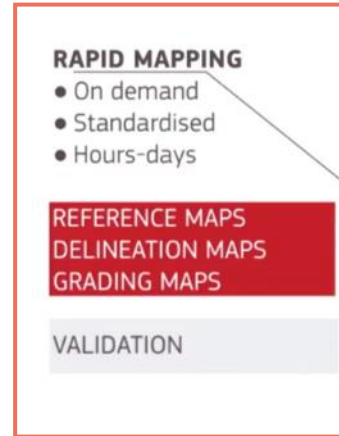 RAPID MAPPING
● On demand
● Standardised
● Hours-days
REFERENCE MAPS
DELINEATION MAPS
GRADING MAPS
VALIDATION